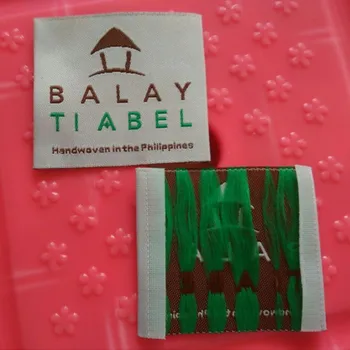 BALAY
TI ABEL
Handwoven in the Philippines